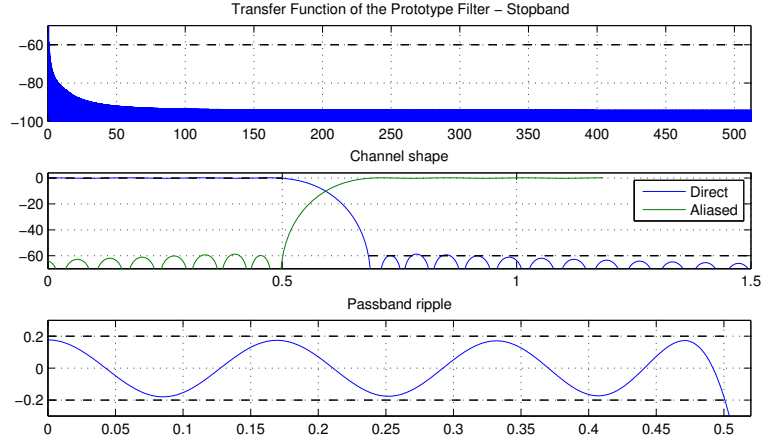 Transfer Function of the Prototype Filter − Stopband
−60
−80
−100
0 50 100 150 200 250 300 350 400 450 500
Channel shape
0
−20
−40
−60
Direct
Aliased
0 0.5 1 1.5
Passband ripple
0.2
0
−0.2
0 0.05 0.1 0.15 0.2 0.25 0.3 0.35 0.4 0.45 0.5